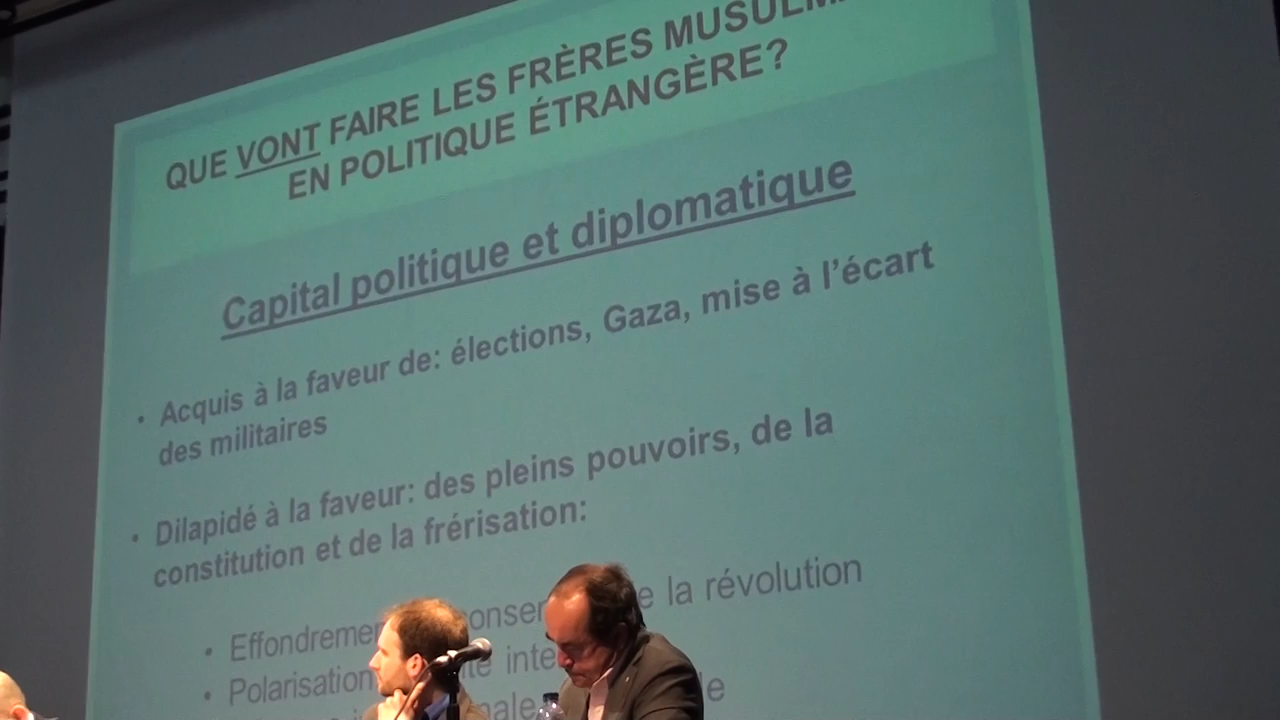 QUE VONT FAIRE LES FRÈRES
EN POLITIQUE ÉTRANGÈRE?
Capital politique et diplomatique
• Acquis à la faveur de: élections, Gaza, mise à l'écart
des militaires
• Dilapidé à la faveur: des pleins pouvoirs, de la
constitution et de la frérisation:
• la révolution
• Polarisation